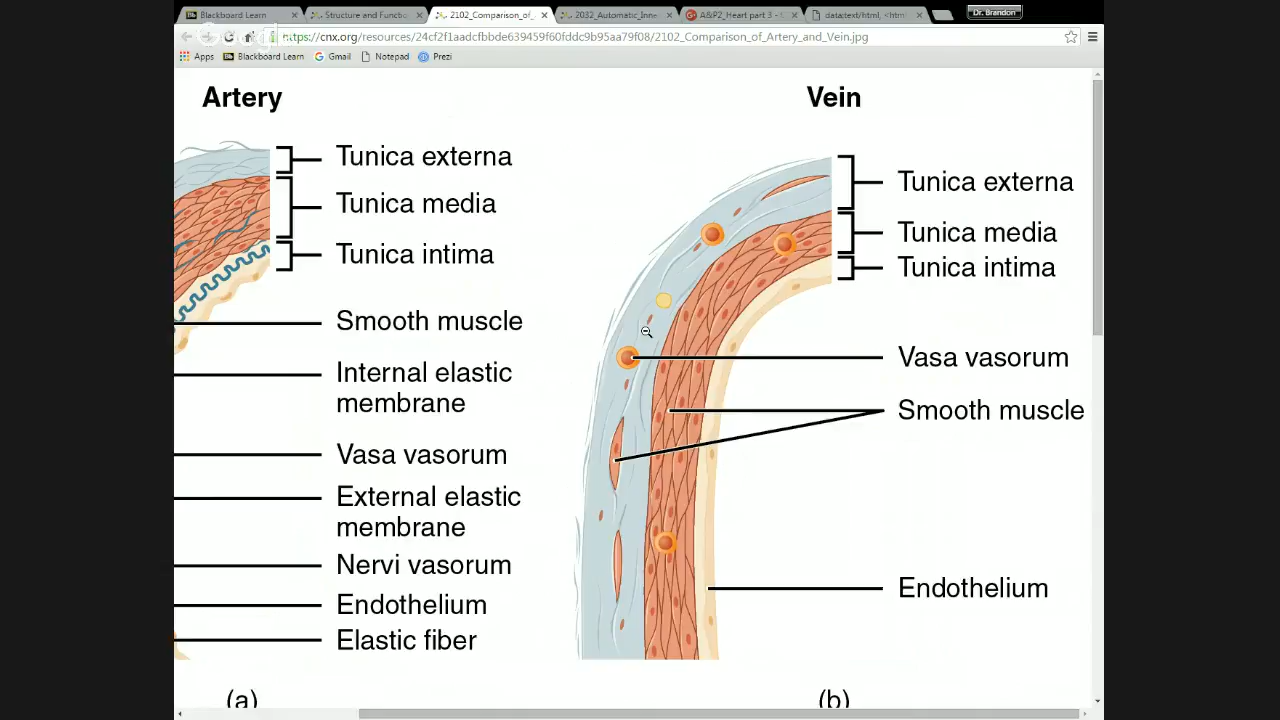 Blackboard Learn
Structure and Functio
2102_Comparison_of_
2032_Automatic_Inne
A&P2_Heart part 3 -
data:text/html, <html
Dr. Brandon
https://cnx.org/resources/24cf2f1aadcfbbde639459f60fddc9b95aa79f08/2102_Comparison_of_Artery_and_Vein.jpg
Apps
Blackboard Learn
Gmail
Notepad
Prezi
Artery
Tunica externa
Tunica media
Tunica intima
Smooth muscle
Internal elastic
membrane
Vasa vasorum
External elastic
membrane
Nervi vasorum
Endothelium
Elastic fiber
(a)
Vein
Tunica externa
Tunica media
Tunica intima
Vasa vasorum
Smooth muscle
Endothelium
(b)